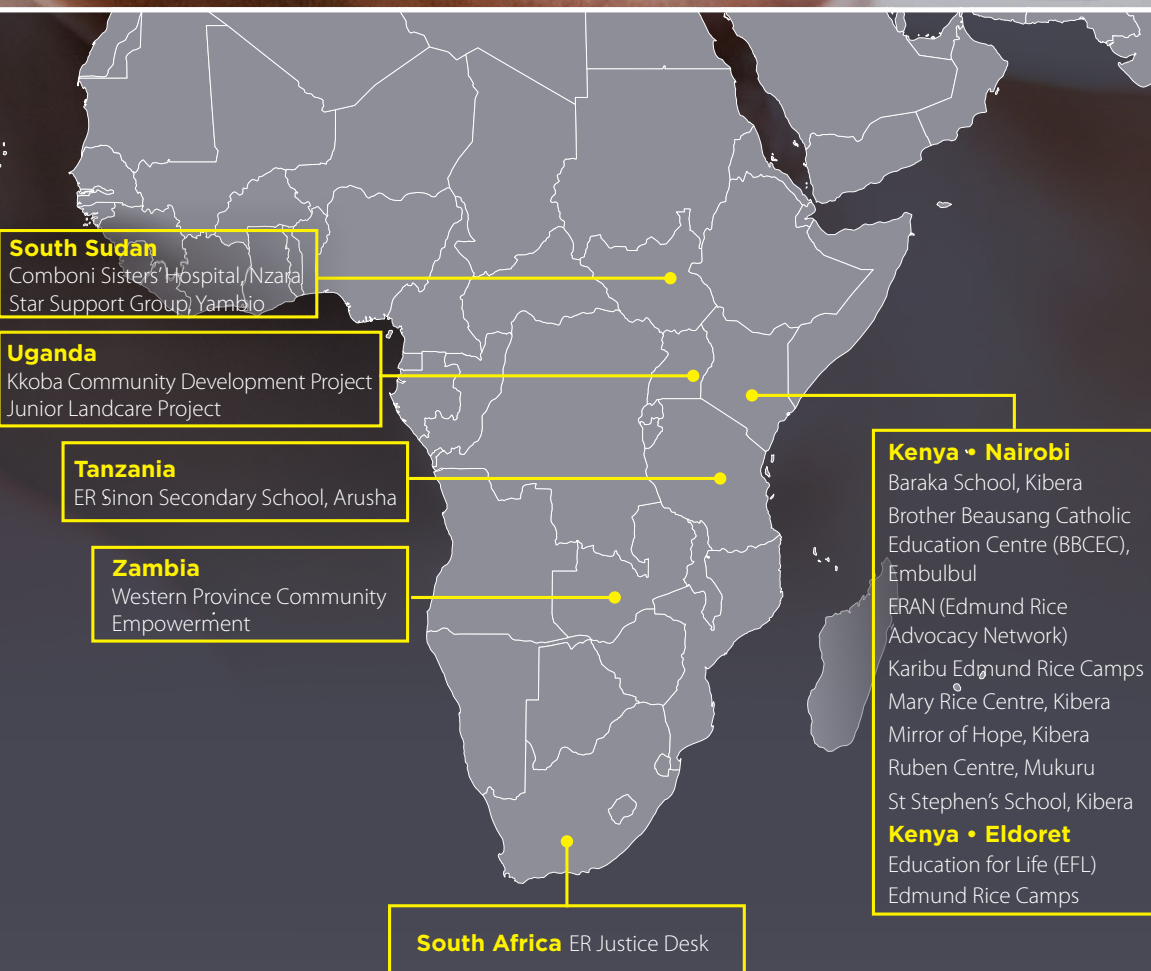 South Sudan
Comboni Sisters' Hospital, Nzara
Star Support Group, Yambio
Uganda
Kkoba Community Development Project
Junior Landcare Project
Tanzania
ER Sinon Secondary School, Arusha
Zambia
Western Province Community
Empowerment
Kenya • Nairobi
Baraka School, Kibera
Brother Beausang Catholic
Education Centre (BBCEC),
Embulbul
ERAN (Edmund Rice
Advocacy Network)
Karibu Edmund Rice Camps
Mary Rice Centre, Kibera
Mirror of Hope, Kibera
Ruben Centre, Mukuru
St Stephen's School, Kibera
Kenya • Eldoret
Education for Life (EFL)
Edmund Rice Camps
South Africa ER Justice Desk